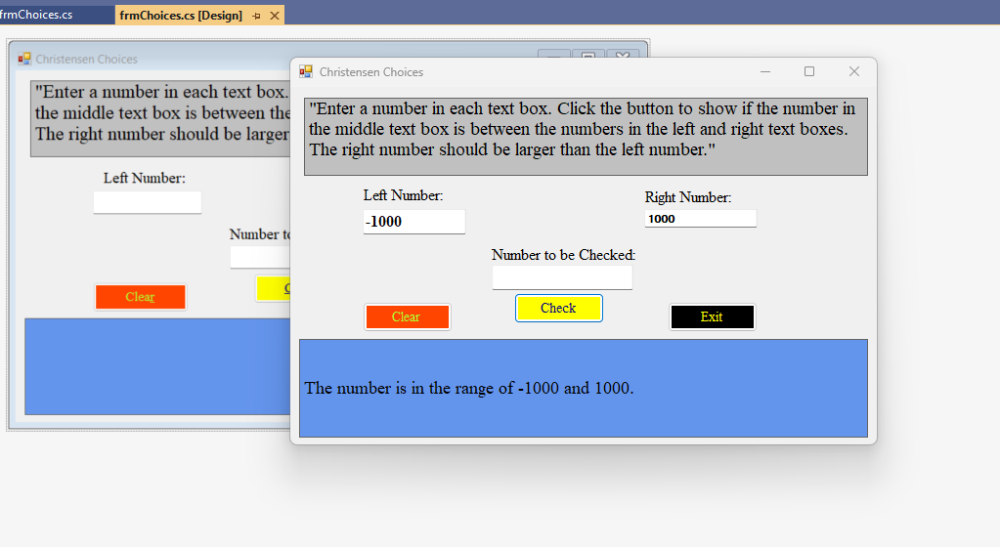 frmChoices.cs
frmChoices.cs [Design]
Christensen Choices
"Enter a number in each text box.
the middle text box is between the
The right number should be larger
Left Number:
Number to
Clear
Christensen Choices
"Enter a number in each text box. Click the button to show if the number in
the middle text box is between the numbers in the left and right text boxes.
The right number should be larger than the left number."
Left Number:
Right Number:
-1000
1000
Number to be Checked:
Clear
Check
Exit
The number is in the range of -1000 and 1000.